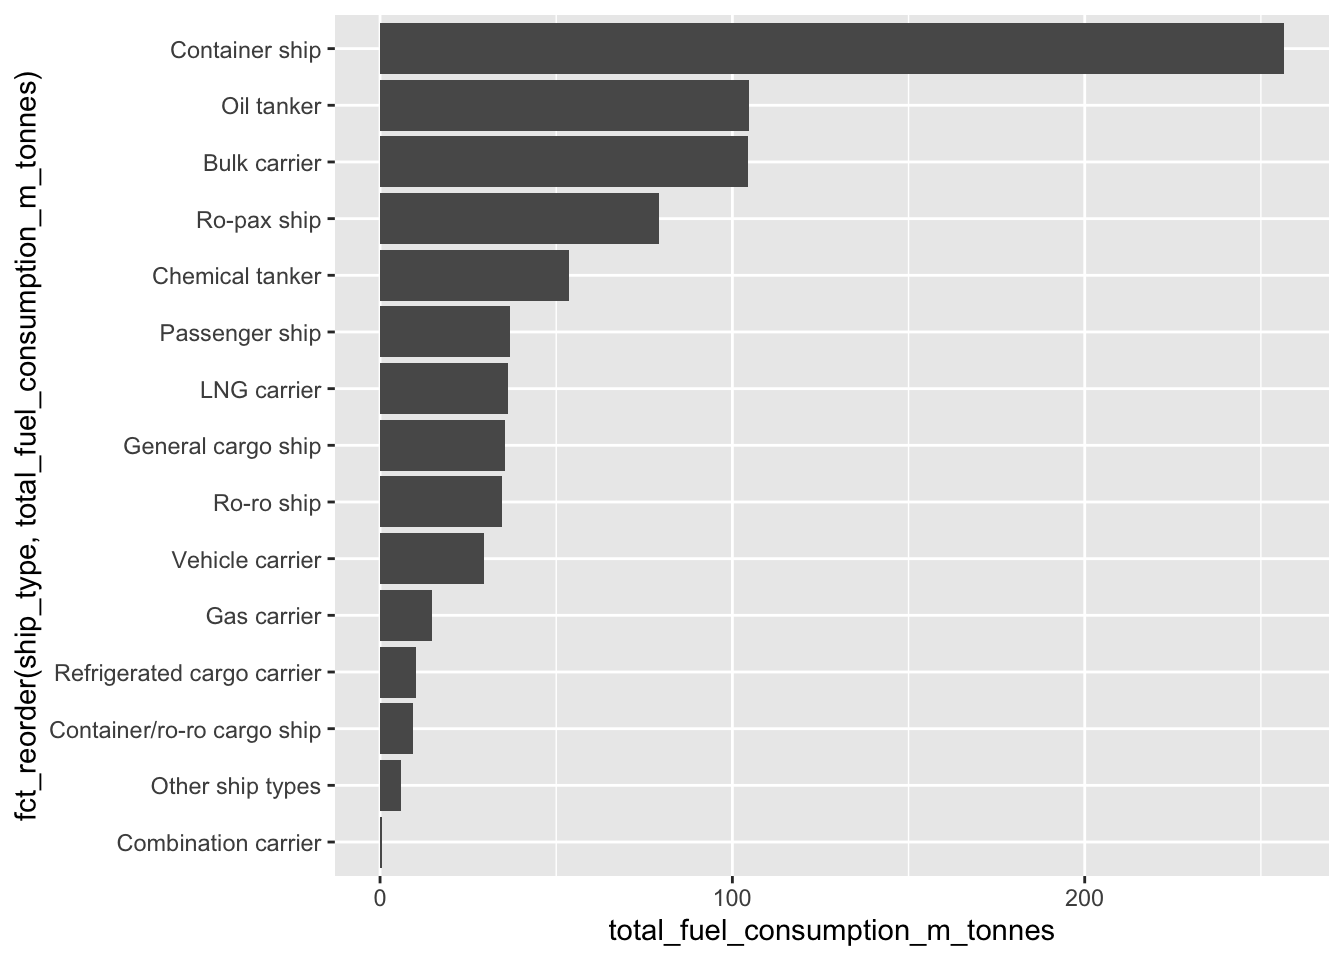 fct_reorder(ship_type, total_fuel_consumption_m_tonnes)
Container ship
Oil tanker
Bulk carrier
Ro-pax ship
Chemical tanker
Passenger ship
LNG carrier
General cargo ship
Ro-ro ship
Vehicle carrier
Gas carrier
Refrigerated cargo carrier
Container/ro-ro cargo ship
Other ship types
Combination carrier
0 100 200
total_fuel_consumption_m_tonnes